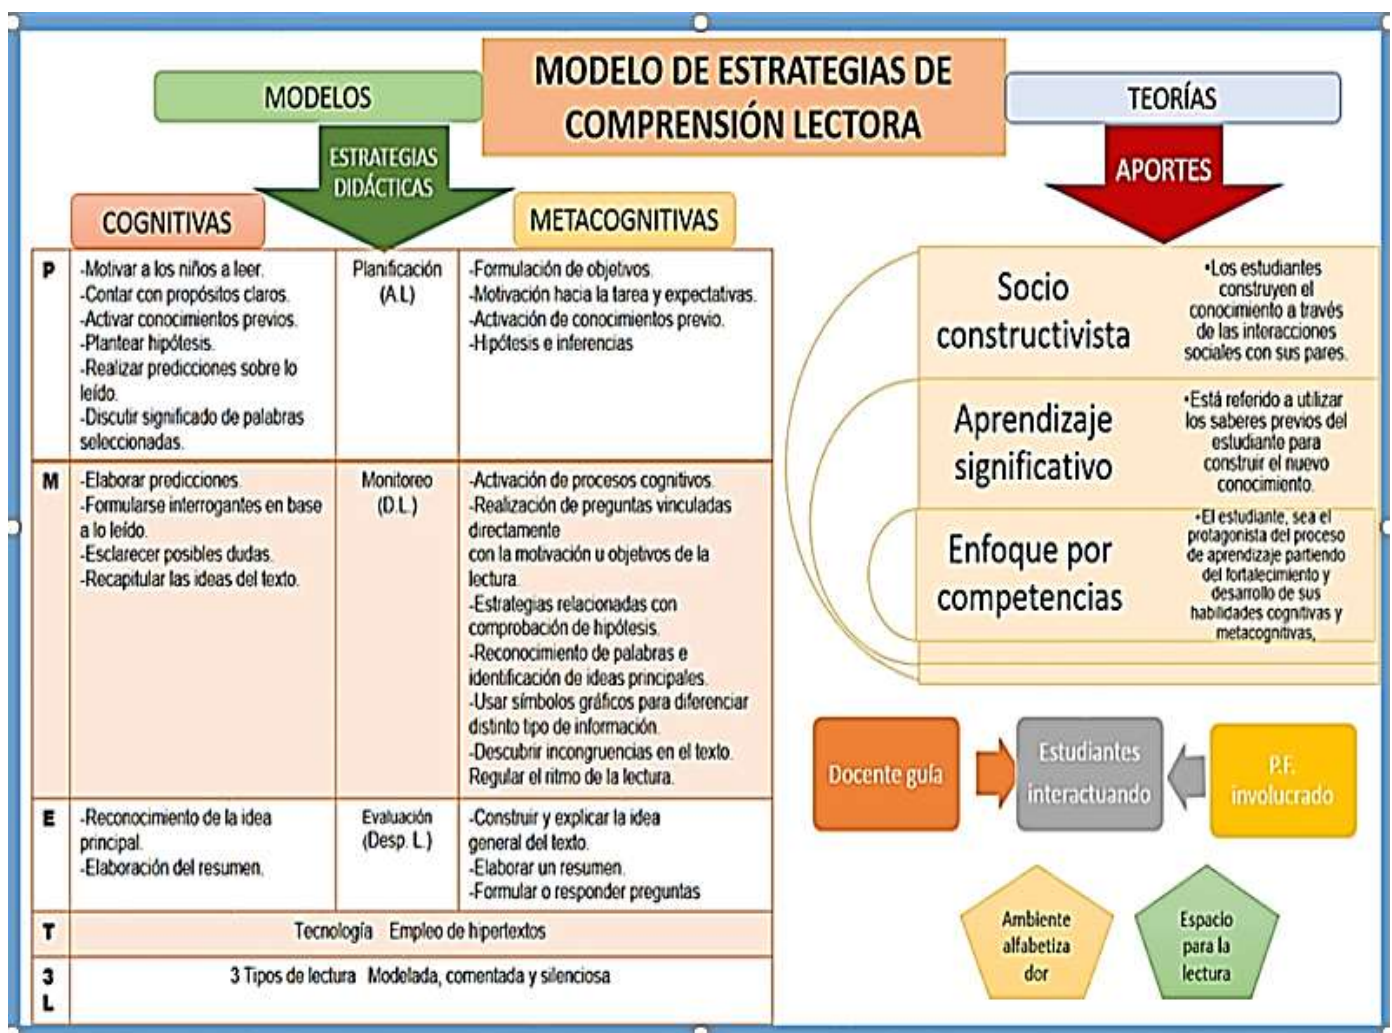 MODELO DE ESTRATEGIAS DE
COMPRENSIÓN LECTORA
MODELOS
ESTRATEGIAS
DIDÁCTICAS
COGNITIVAS
METACOGNITIVAS
P
-Motivar a los niños a leer.
-Contar con propósitos claros.
-Activar conocimientos previos.
-Plantear hipótesis.
-Realizar predicciones sobre lo
leído.
-Discutir significado de palabras
seleccionadas.
Planificación
(A.L)
-Formulación de objetivos.
-Motivación hacia la tarea y expectativas.
-Activación de conocimientos previo.
-Hipótesis e inferencias
M
-Elaborar predicciones.
-Formularse interrogantes en base
a lo leído.
-Esclarecer posibles dudas.
-Recapitular las ideas del texto.
Monitoreo
(D.L.)
-Activación de procesos cognitivos.
-Realización de preguntas vinculadas
directamente
con la motivación u objetivos de la
lectura.
-Estrategias relacionadas con
comprobación de hipótesis.
-Reconocimiento de palabras e
identificación de ideas principales.
-Usar símbolos gráficos para diferenciar
distinto tipo de información.
-Descubrir incongruencias en el texto.
Regular el ritmo de la lectura.
E
-Reconocimiento de la idea
principal.
-Elaboración del resumen.
Evaluación
(Desp. L.)
-Construir y explicar la idea
general del texto.
-Elaborar un resumen.
-Formular o responder preguntas
T
Tecnología Empleo de hipertextos
3
L
3 Tipos de lectura Modelada, comentada y silenciosa
TEORÍAS
APORTES
Socio
constructivista
•Los estudiantes
construyen el
conocimiento a través
de las interacciones
sociales con sus pares.
Aprendizaje
significativo
•Está referido a utilizar
los saberes previos del
estudiante para
construir el nuevo
conocimiento.
Enfoque por
competencias
•El estudiante, sea el
protagonista del proceso
de aprendizaje partiendo
del fortalecimiento y
desarrollo de sus
habilidades cognitivas y
metacognitivas,
Docente guía
Estudiantes
interactuando
P.F.
involucrado
Ambiente
alfabetiza
dor
Espacio
para la
lectura